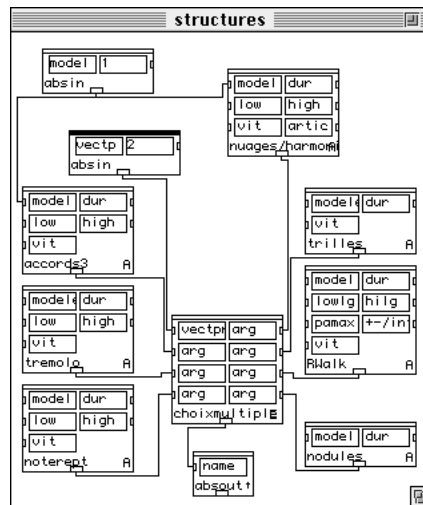 structures
model 1
absin
model dur
low high
vit artic
nuages/harmoni
vectp 2
absin
model dur
low high
vit
accords3 A
modele dur
vit
trilles A
model dur
lowlg hilg
pamax +-/in
vit
RWalk A
modele dur
low high
vit
tremolo A
vectpr arg
arg arg
arg arg
arg arg
choixmultiplE
model dur
low high
vit
noterept A
model dur
nodules A
name
absout↑